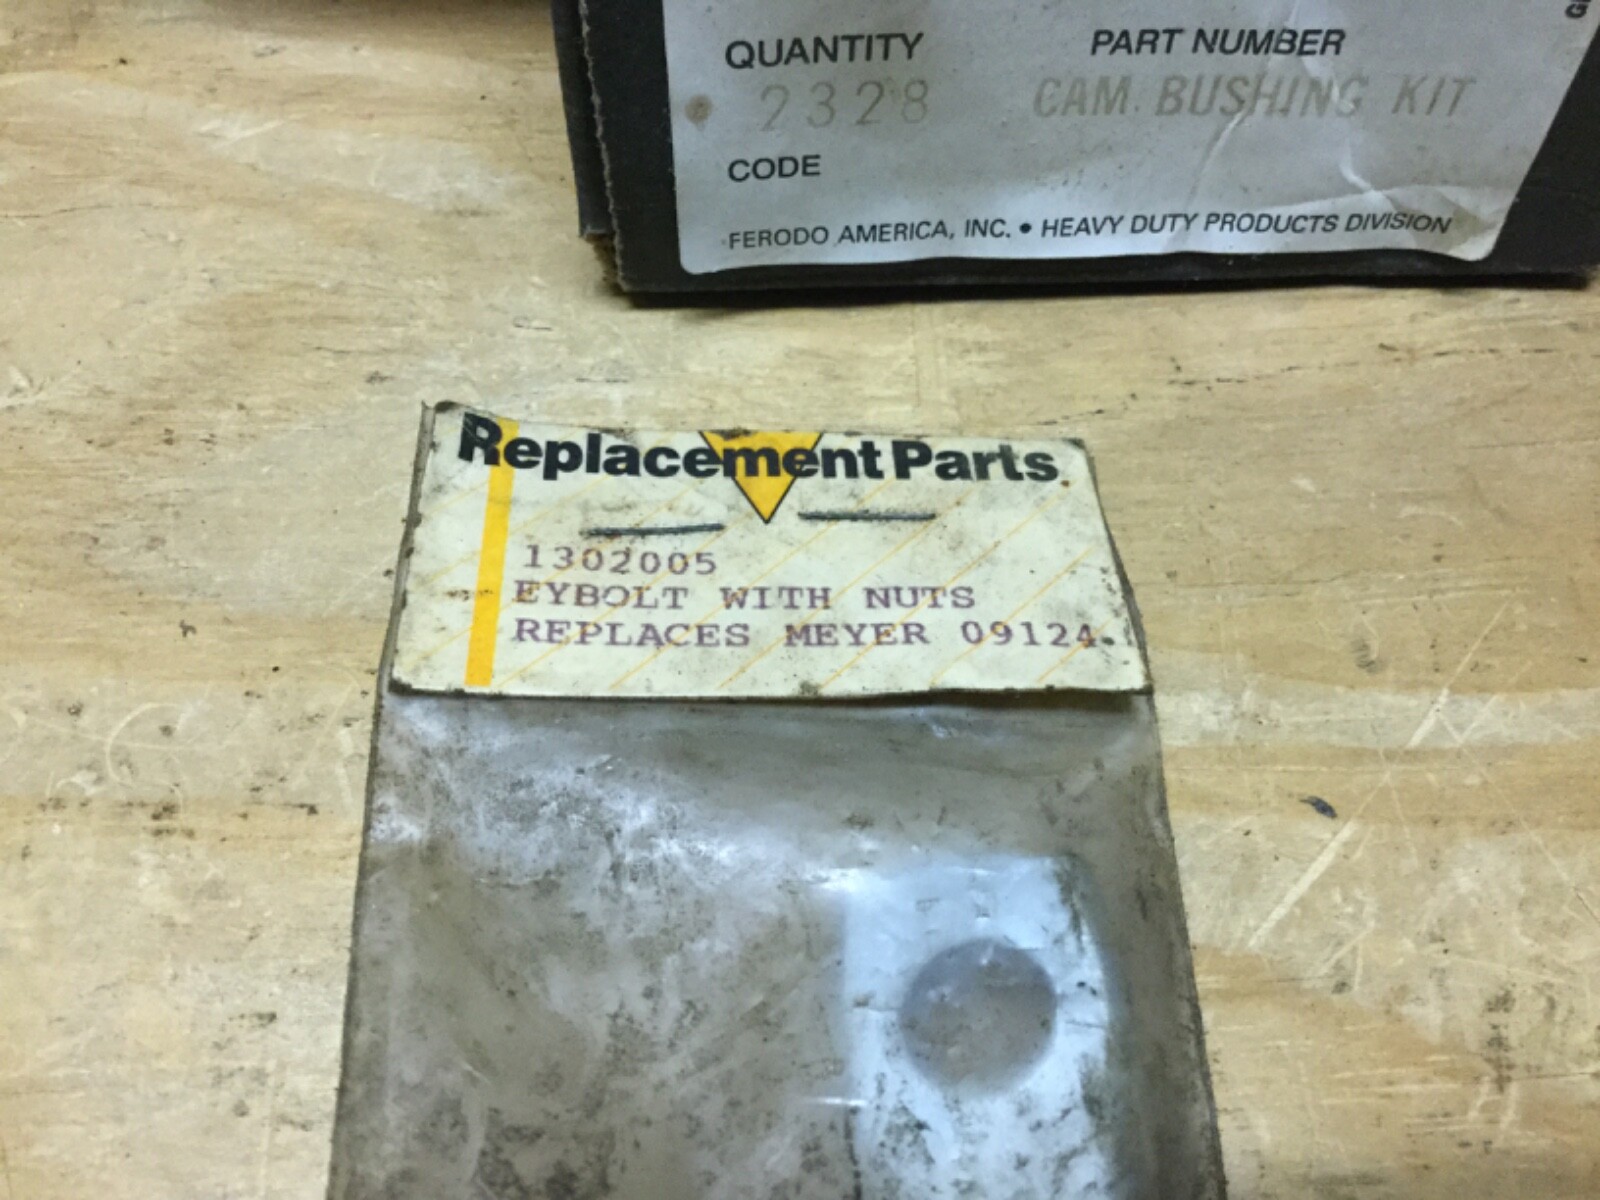 QUANTITY PART NUMBER
2328 CAM. BUSHING KIT
CODE
FERODO AMERICA, INC. • HEAVY DUTY PRODUCTS DIVISION
Replacement Parts
1302005
EYBOLT WITH NUTS
REPLACES MEYER 09124.